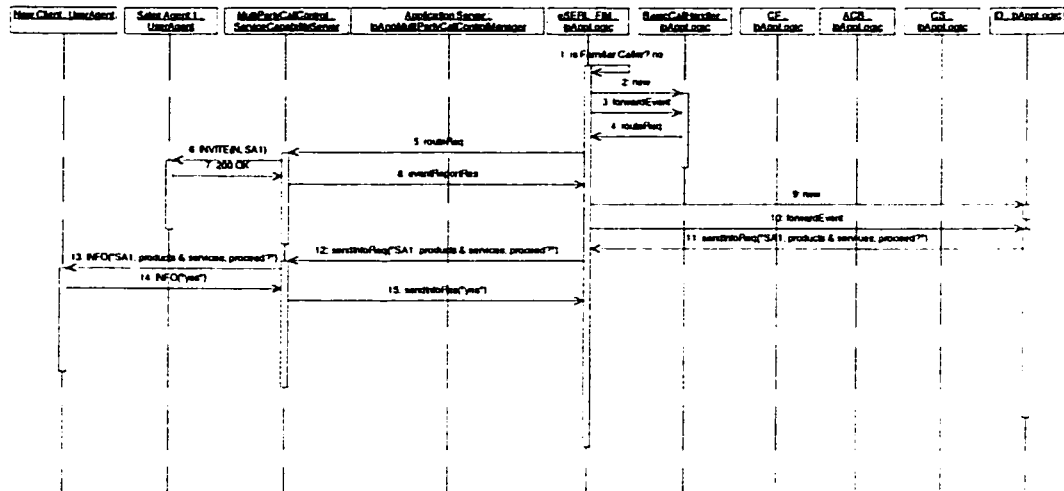 New Client : UserAgent
Sales Agent 1 :
UserAgent
MultiPartyCallControl :
ServiceCapabilityServer
Application Server :
IpAppMultiPartyCallControlManager
eSERL_FIM :
IpAppLogic
BasicCallHandler :
IpAppLogic
CF :
IpAppLogic
ACB :
IpAppLogic
CS :
IpAppLogic
ID : IpAppLogic
1: is Familiar Caller? no
2: new
3: forwardEvent
4: routeReq
5: routeReq
6: INVITE(N, SA1)
7: 200 OK
8: eventReportRes
9: new
10: forwardEvent
11: sendInfoReq("SA1, products & services, proceed?")
12: sendInfoReq("SA1, products & services, proceed?")
13: INFO("SA1, products & services, proceed?")
14: INFO("yes")
15: sendInfoRes("yes")